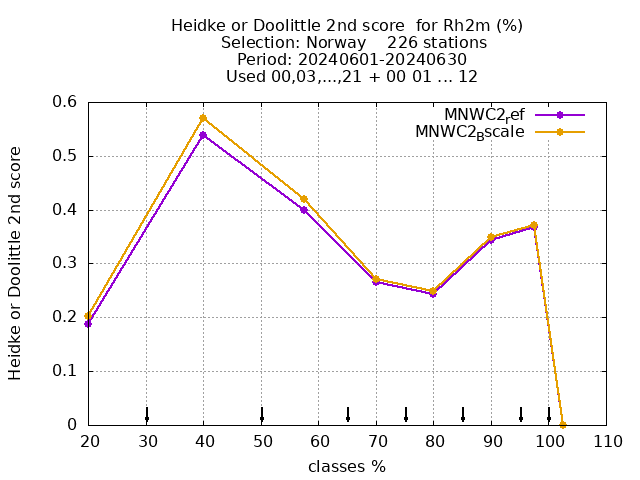 Heidke or Doolittle 2nd score  for Rh2m (%)
Selection: Norway    226 stations
Period: 20240601-20240630
Used 00,03,...,21 + 00 01 ... 12
MNWC2ref
MNWC2Bscale
Heidke or Doolittle 2nd score
0.6
0.5
0.4
0.3
0.2
0.1
0
20 30 40 50 60 70 80 90 100 110
classes %